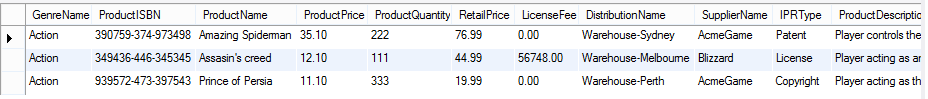 GenreName ProductISBN ProductName ProductPrice ProductQuantity RetailPrice LicenseFee DistributionName SupplierName IPRType ProductDescriptio
Action 390759-374-973498 Amazing Spiderman 35.10 222 76.99 0.00 Warehouse-Sydney AcmeGame Patent Player controls the
Action 349436-446-345345 Assasin's creed 12.10 111 44.99 56748.00 Warehouse-Melbourne Blizzard License Player acting as ar
Action 939572-473-397543 Prince of Persia 11.10 333 19.99 0.00 Warehouse-Perth AcmeGame Copyright Player acting as th